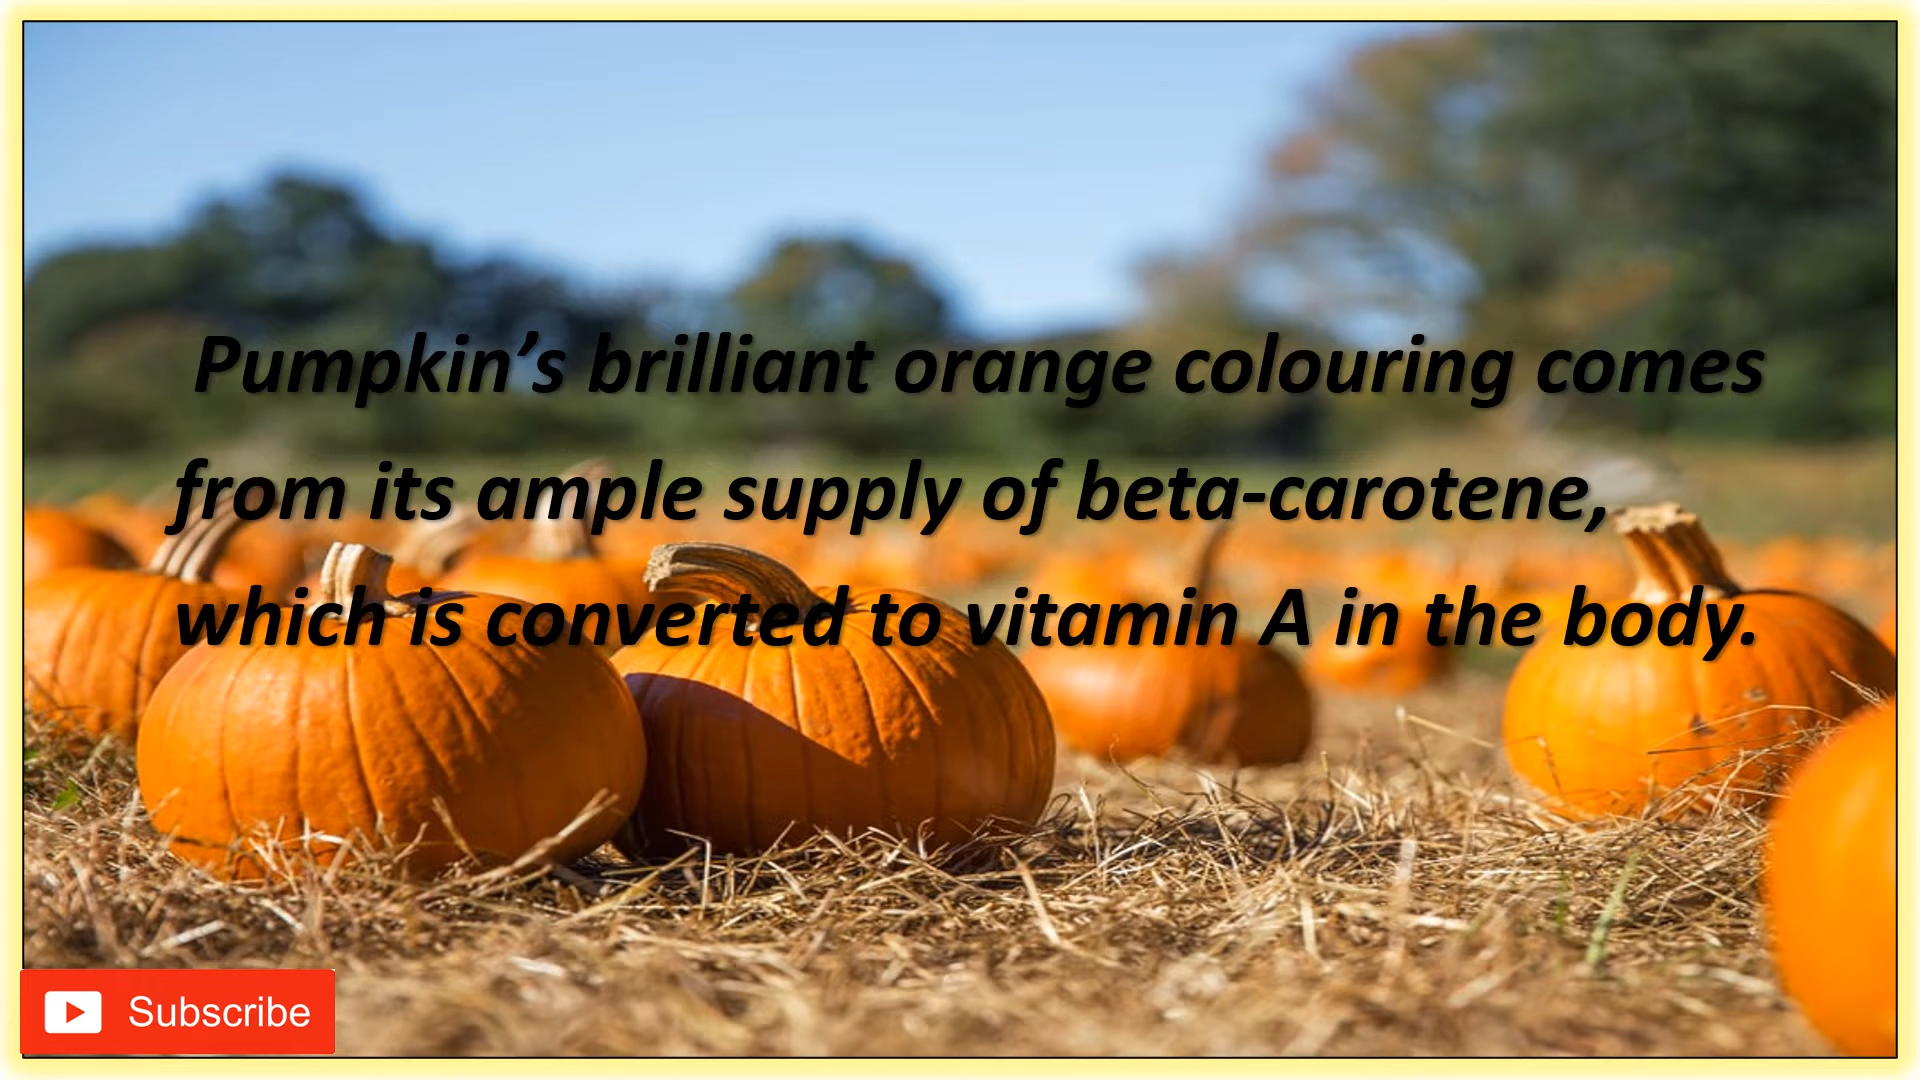 Pumpkin’s brilliant orange colouring comes
from its ample supply of beta-carotene,
which is converted to vitamin A in the body.
Subscribe